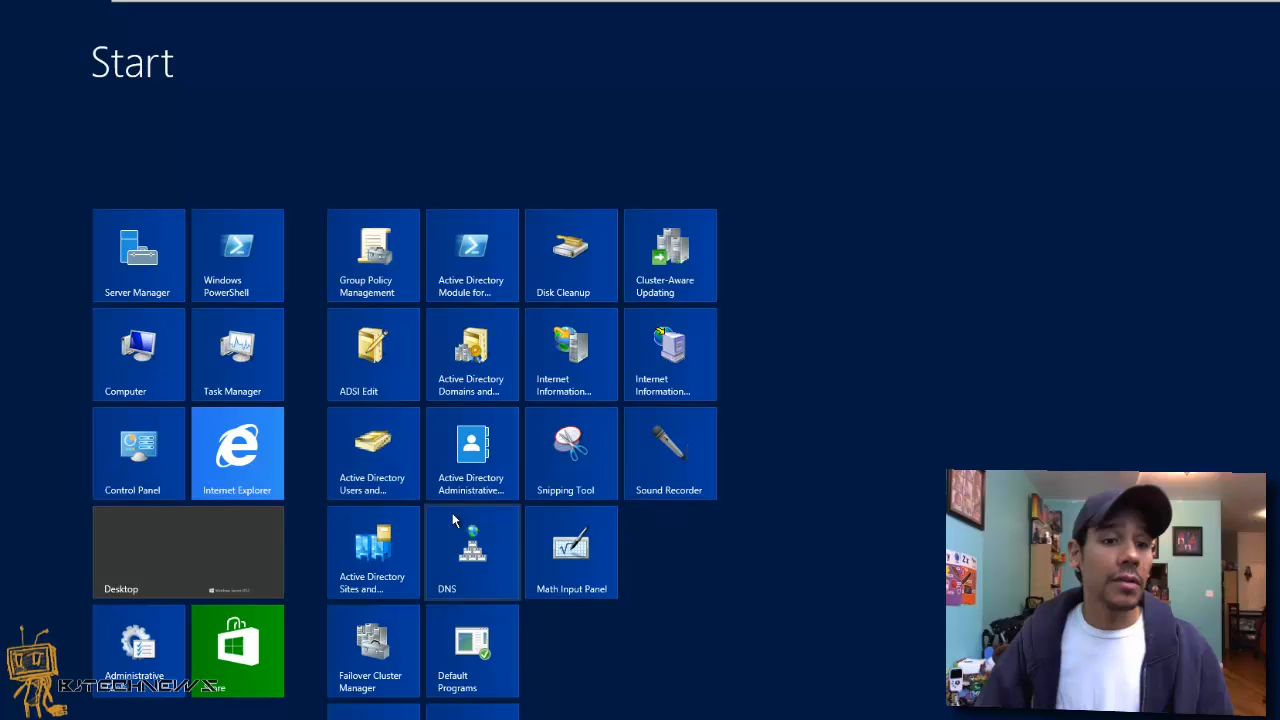 Start
Server Manager
Windows
PowerShell
Group Policy
Management
Active Directory
Module for...
Disk Cleanup
Cluster-Aware
Updating
Computer
Task Manager
ADSI Edit
Active Directory
Domains and...
Internet
Information...
Internet
Information...
Control Panel
Internet Explorer
Active Directory
Users and...
Active Directory
Administrative...
Snipping Tool
Sound Recorder
Desktop
Active Directory
Sites and...
DNS
Math Input Panel
Administrative
Failover Cluster
Manager
Default
Programs
BJTECHNEWS